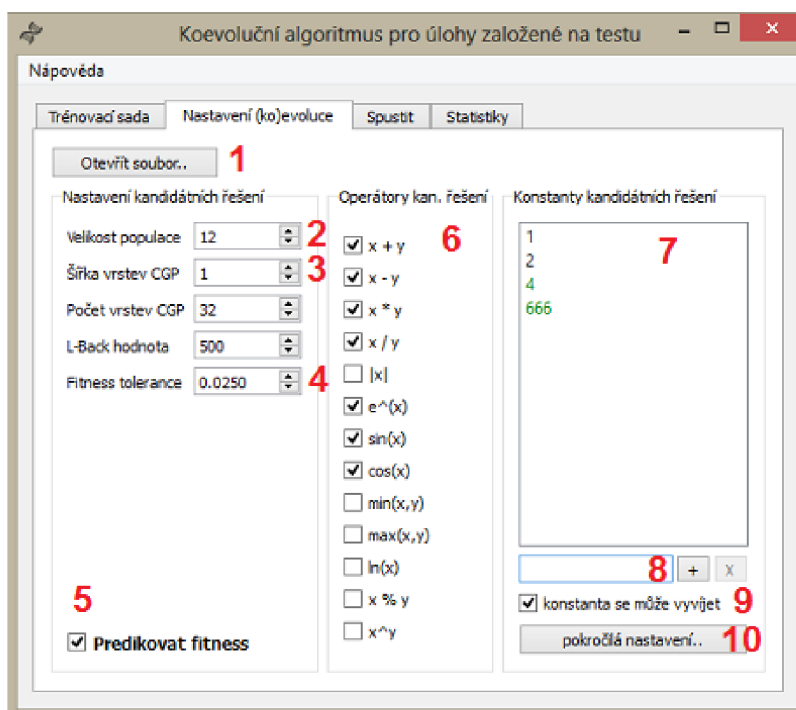 Koevoluční algoritmus pro úlohy založené na testu
Nápověda
Trénovací sada Nastavení (ko)evoluce Spustit Statistiky
Otevřít soubor.. 1
Nastavení kandidátních řešení
Velikost populace 12 2
Šířka vrstev CGP 1 3
Počet vrstev CGP 32
L-Back hodnota 500
Fitness tolerance 0.0250 4
5
Predikovat fitness
Operátory kan. řešení
6
x + y
x - y
x * y
x / y
|x|
e^(x)
sin(x)
cos(x)
min(x,y)
max(x,y)
ln(x)
x % y
x^y
Konstanty kandidátních řešení
1
2
4
666
7
8 + x
konstanta se může vyvíjet 9
pokročilá nastavení.. 10